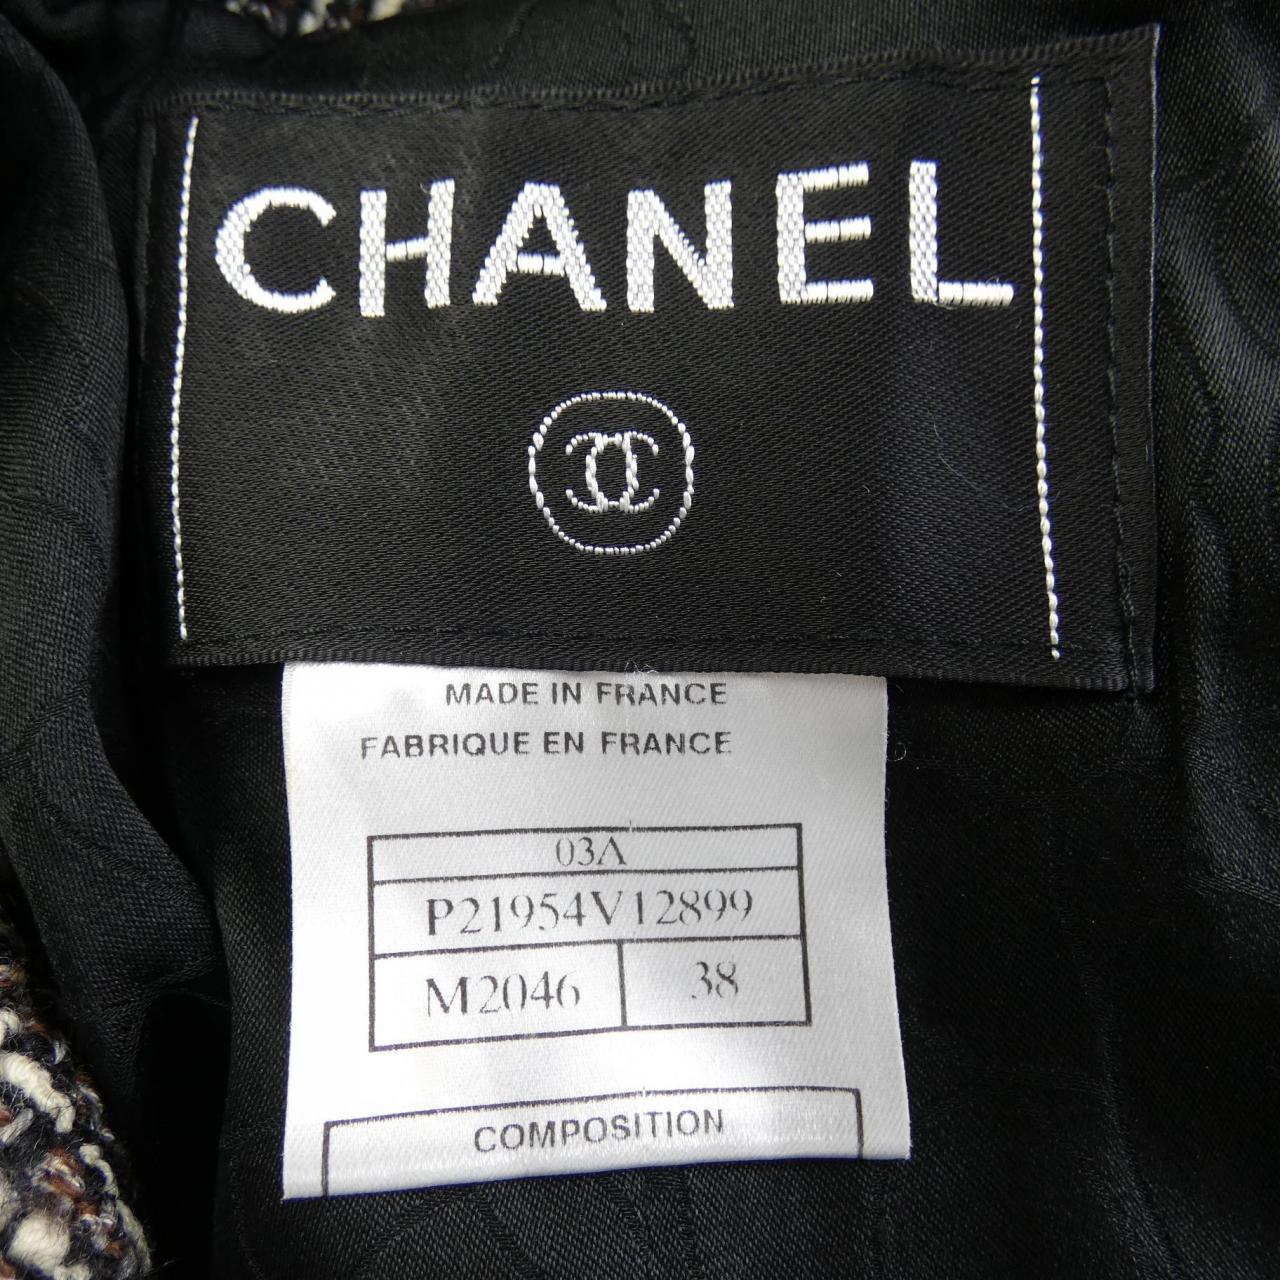 CHANEL
MADE IN FRANCE
FABRIQUE EN FRANCE
03A
P21954V12899
M2046 38
COMPOSITION